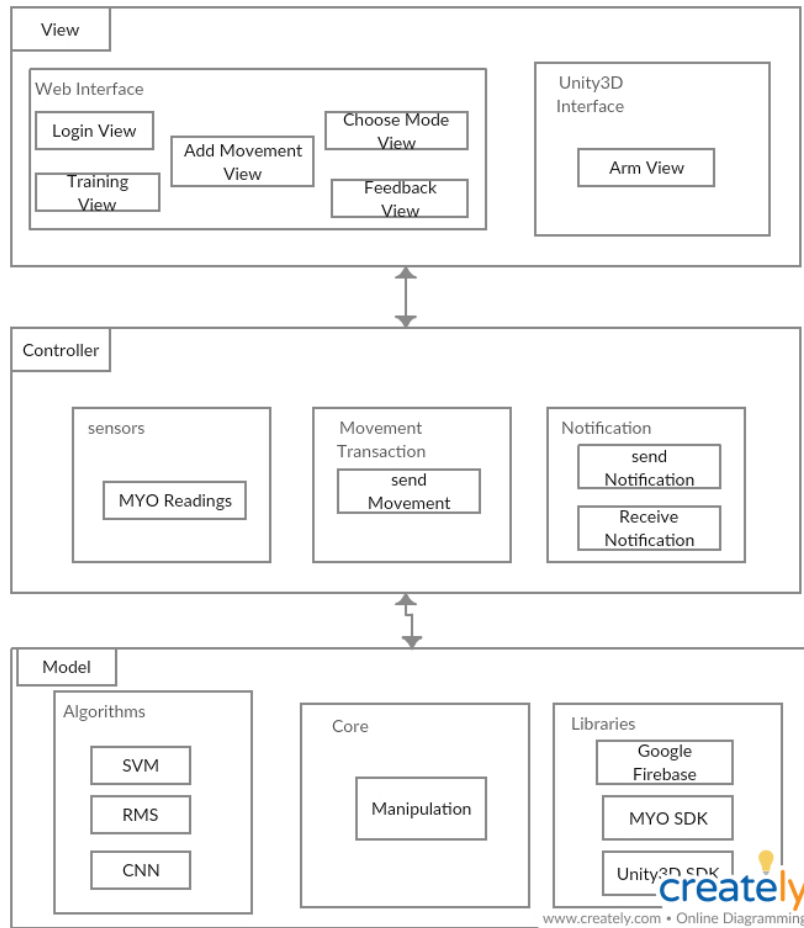 View
Web Interface
Login View
Add Movement
View
Choose Mode
View
Training
View
Feedback
View
Unity3D
Interface
Arm View
Controller
sensors
MYO Readings
Movement
Transaction
send
Movement
Notification
send
Notification
Receive
Notification
Model
Algorithms
SVM
RMS
CNN
Core
Manipulation
Libraries
Google
Firebase
MYO SDK
Unity3D SDK
creately
www.creately.com • Online Diagramming